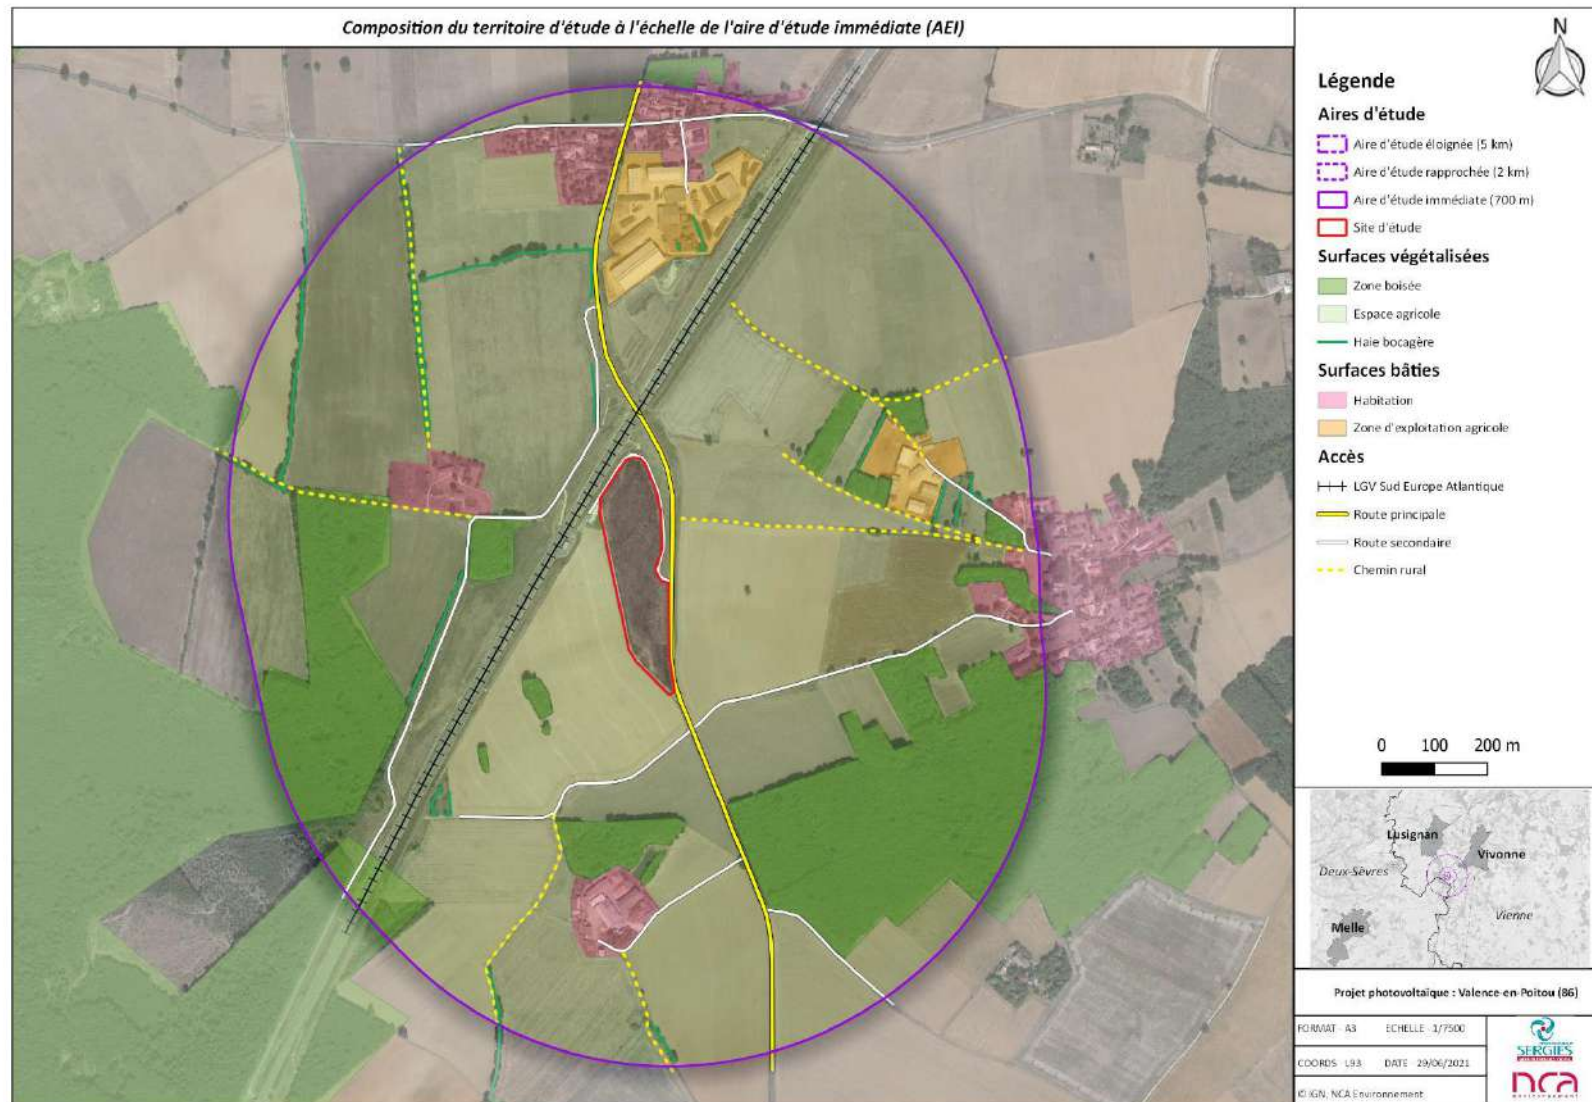 Composition du territoire d'étude à l'échelle de l'aire d'étude immédiate (AEI)
N
Légende
Aires d'étude
Aire d'étude éloignée (5 km)
Aire d'étude rapprochée (2 km)
Aire d'étude immédiate (700 m)
Site d'étude
Surfaces végétalisées
Zone boisée
Espace agricole
Haie bocagère
Surfaces bâties
Habitation
Zone d'exploitation agricole
Accès
LGV Sud Europe Atlantique
Route principale
Route secondaire
Chemin rural
0 100 200 m
Lusignan
Vivonne
Deux-Sèvres
Vienne
Melle
Projet photovoltaïque : Valence-en-Poitou (86)
FORMAT - A3 ECHELLE - 1/7500
COORDS L93 DATE 29/06/2021
© IGN, NCA Environnement
SERGIES
nca